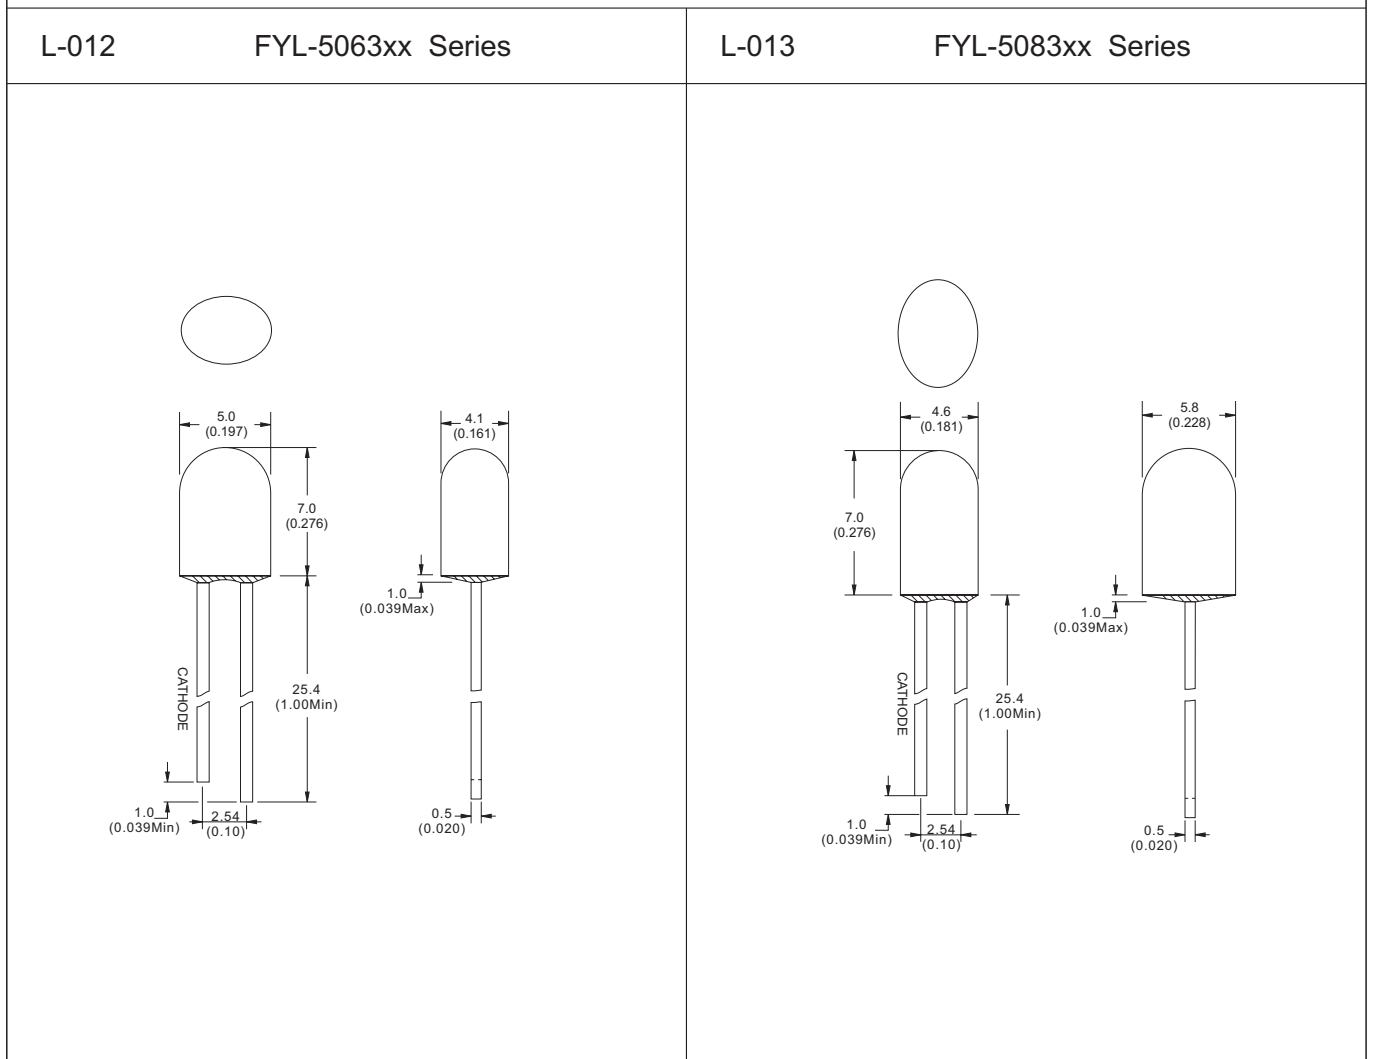 L-012 FYL-5063xx Series
5.0
(0.197)
4.1
(0.161)
7.0
(0.276)
1.0
(0.039Max)
CATHODE
25.4
(1.00Min)
1.0
(0.039Min)
2.54
(0.10)
0.5
(0.020)
L-013 FYL-5083xx Series
4.6
(0.181)
5.8
(0.228)
7.0
(0.276)
1.0
(0.039Max)
CATHODE
25.4
(1.00Min)
1.0
(0.039Min)
2.54
(0.10)
0.5
(0.020)